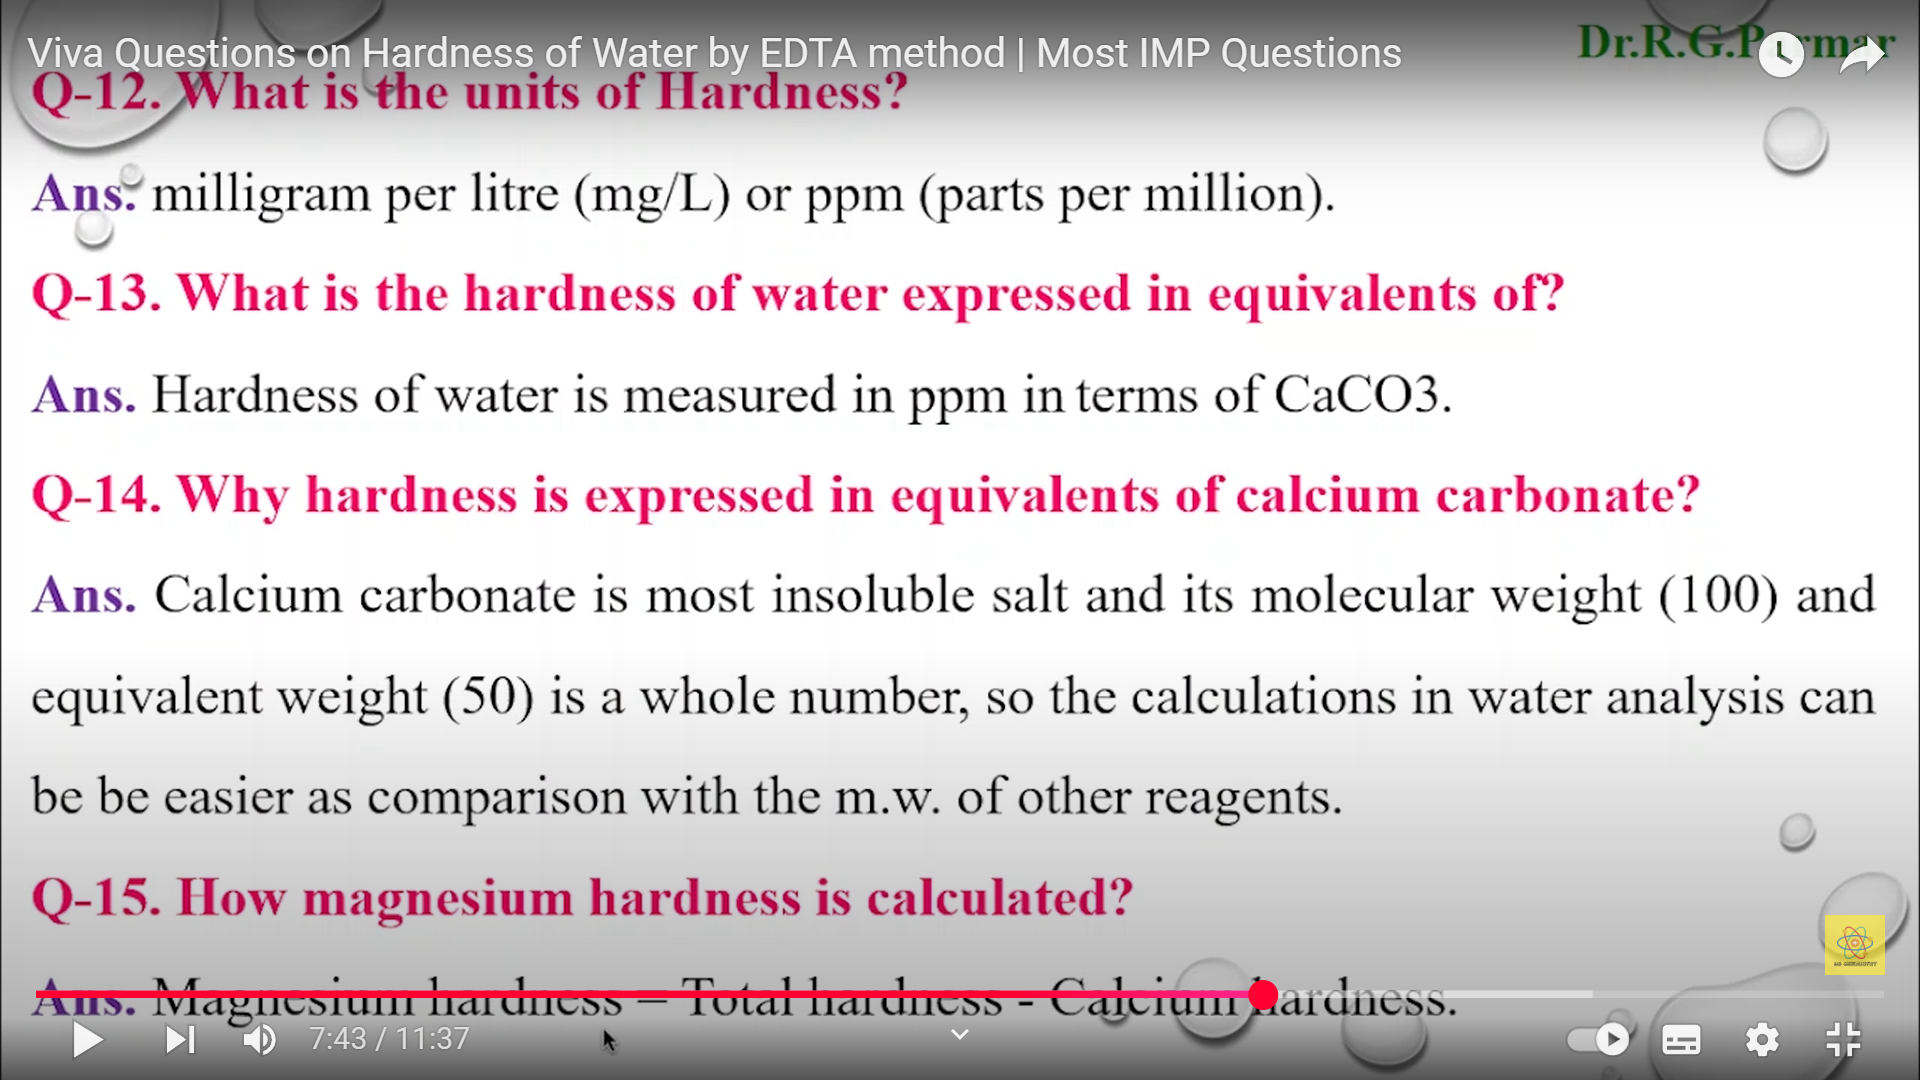 Viva Questions on Hardness of Water by EDTA method | Most IMP Questions
Dr.R.G.Parmar
Q-12. What is the units of Hardness?
Ans. milligram per litre (mg/L) or ppm (parts per million).
Q-13. What is the hardness of water expressed in equivalents of?
Ans. Hardness of water is measured in ppm in terms of CaCO3.
Q-14. Why hardness is expressed in equivalents of calcium carbonate?
Ans. Calcium carbonate is most insoluble salt and its molecular weight (100) and
equivalent weight (50) is a whole number, so the calculations in water analysis can
be be easier as comparison with the m.w. of other reagents.
Q-15. How magnesium hardness is calculated?
Ans. Magnesium hardness – Total hardness - Calcium hardness.
7:43 / 11:37